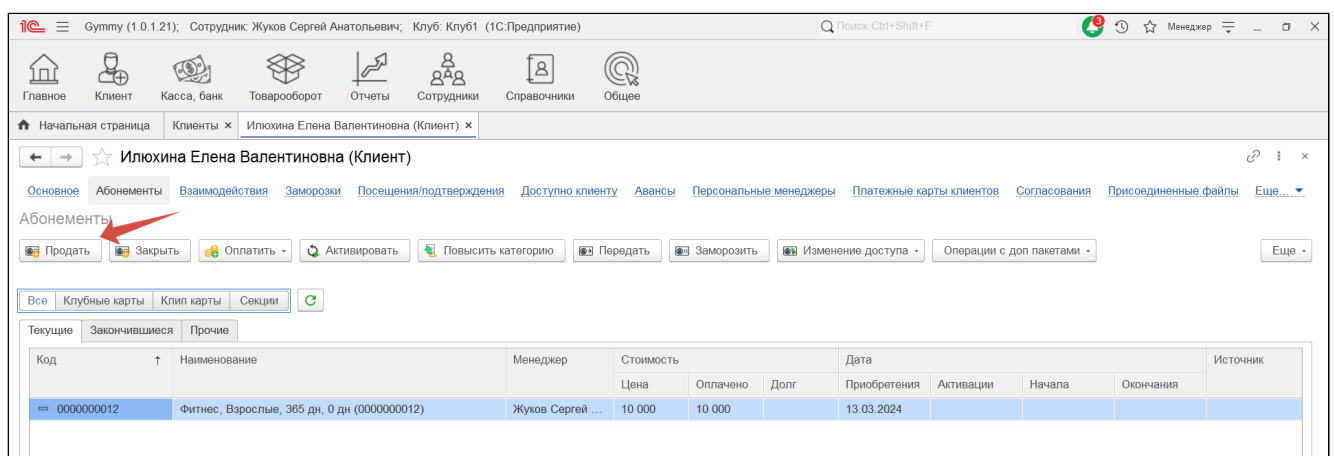 1С Gymmy (1.0.1.21); Сотрудник: Жуков Сергей Анатольевич; Клуб: Клуб1 (1С:Предприятие) Поиск Ctrl+Shift+F 3 Менеджер
Главное Клиент Касса, банк Товарооборот Отчеты Сотрудники Справочники Общее
Начальная страница Клиенты × Илюхина Елена Валентиновна (Клиент) ×
Илюхина Елена Валентиновна (Клиент)
Основное Абонементы Взаимодействия Заморозки Посещения/подтверждения Доступно клиенту Авансы Персональные менеджеры Платежные карты клиентов Согласования Присоединенные файлы Еще...
Абонементы
Продать Закрыть Оплатить Активировать Повысить категорию Передать Заморозить Изменение доступа Операции с доп пакетами Еще
Все Клубные карты Клип карты Секции
Текущие Закончившиеся Прочие
Код ↑ Наименование Менеджер Стоимость Дата Источник
Цена Оплачено Долг Приобретения Активации Начала Окончания
0000000012 Фитнес, Взрослые, 365 дн, 0 дн (0000000012) Жуков Сергей ... 10 000 10 000 13.03.2024